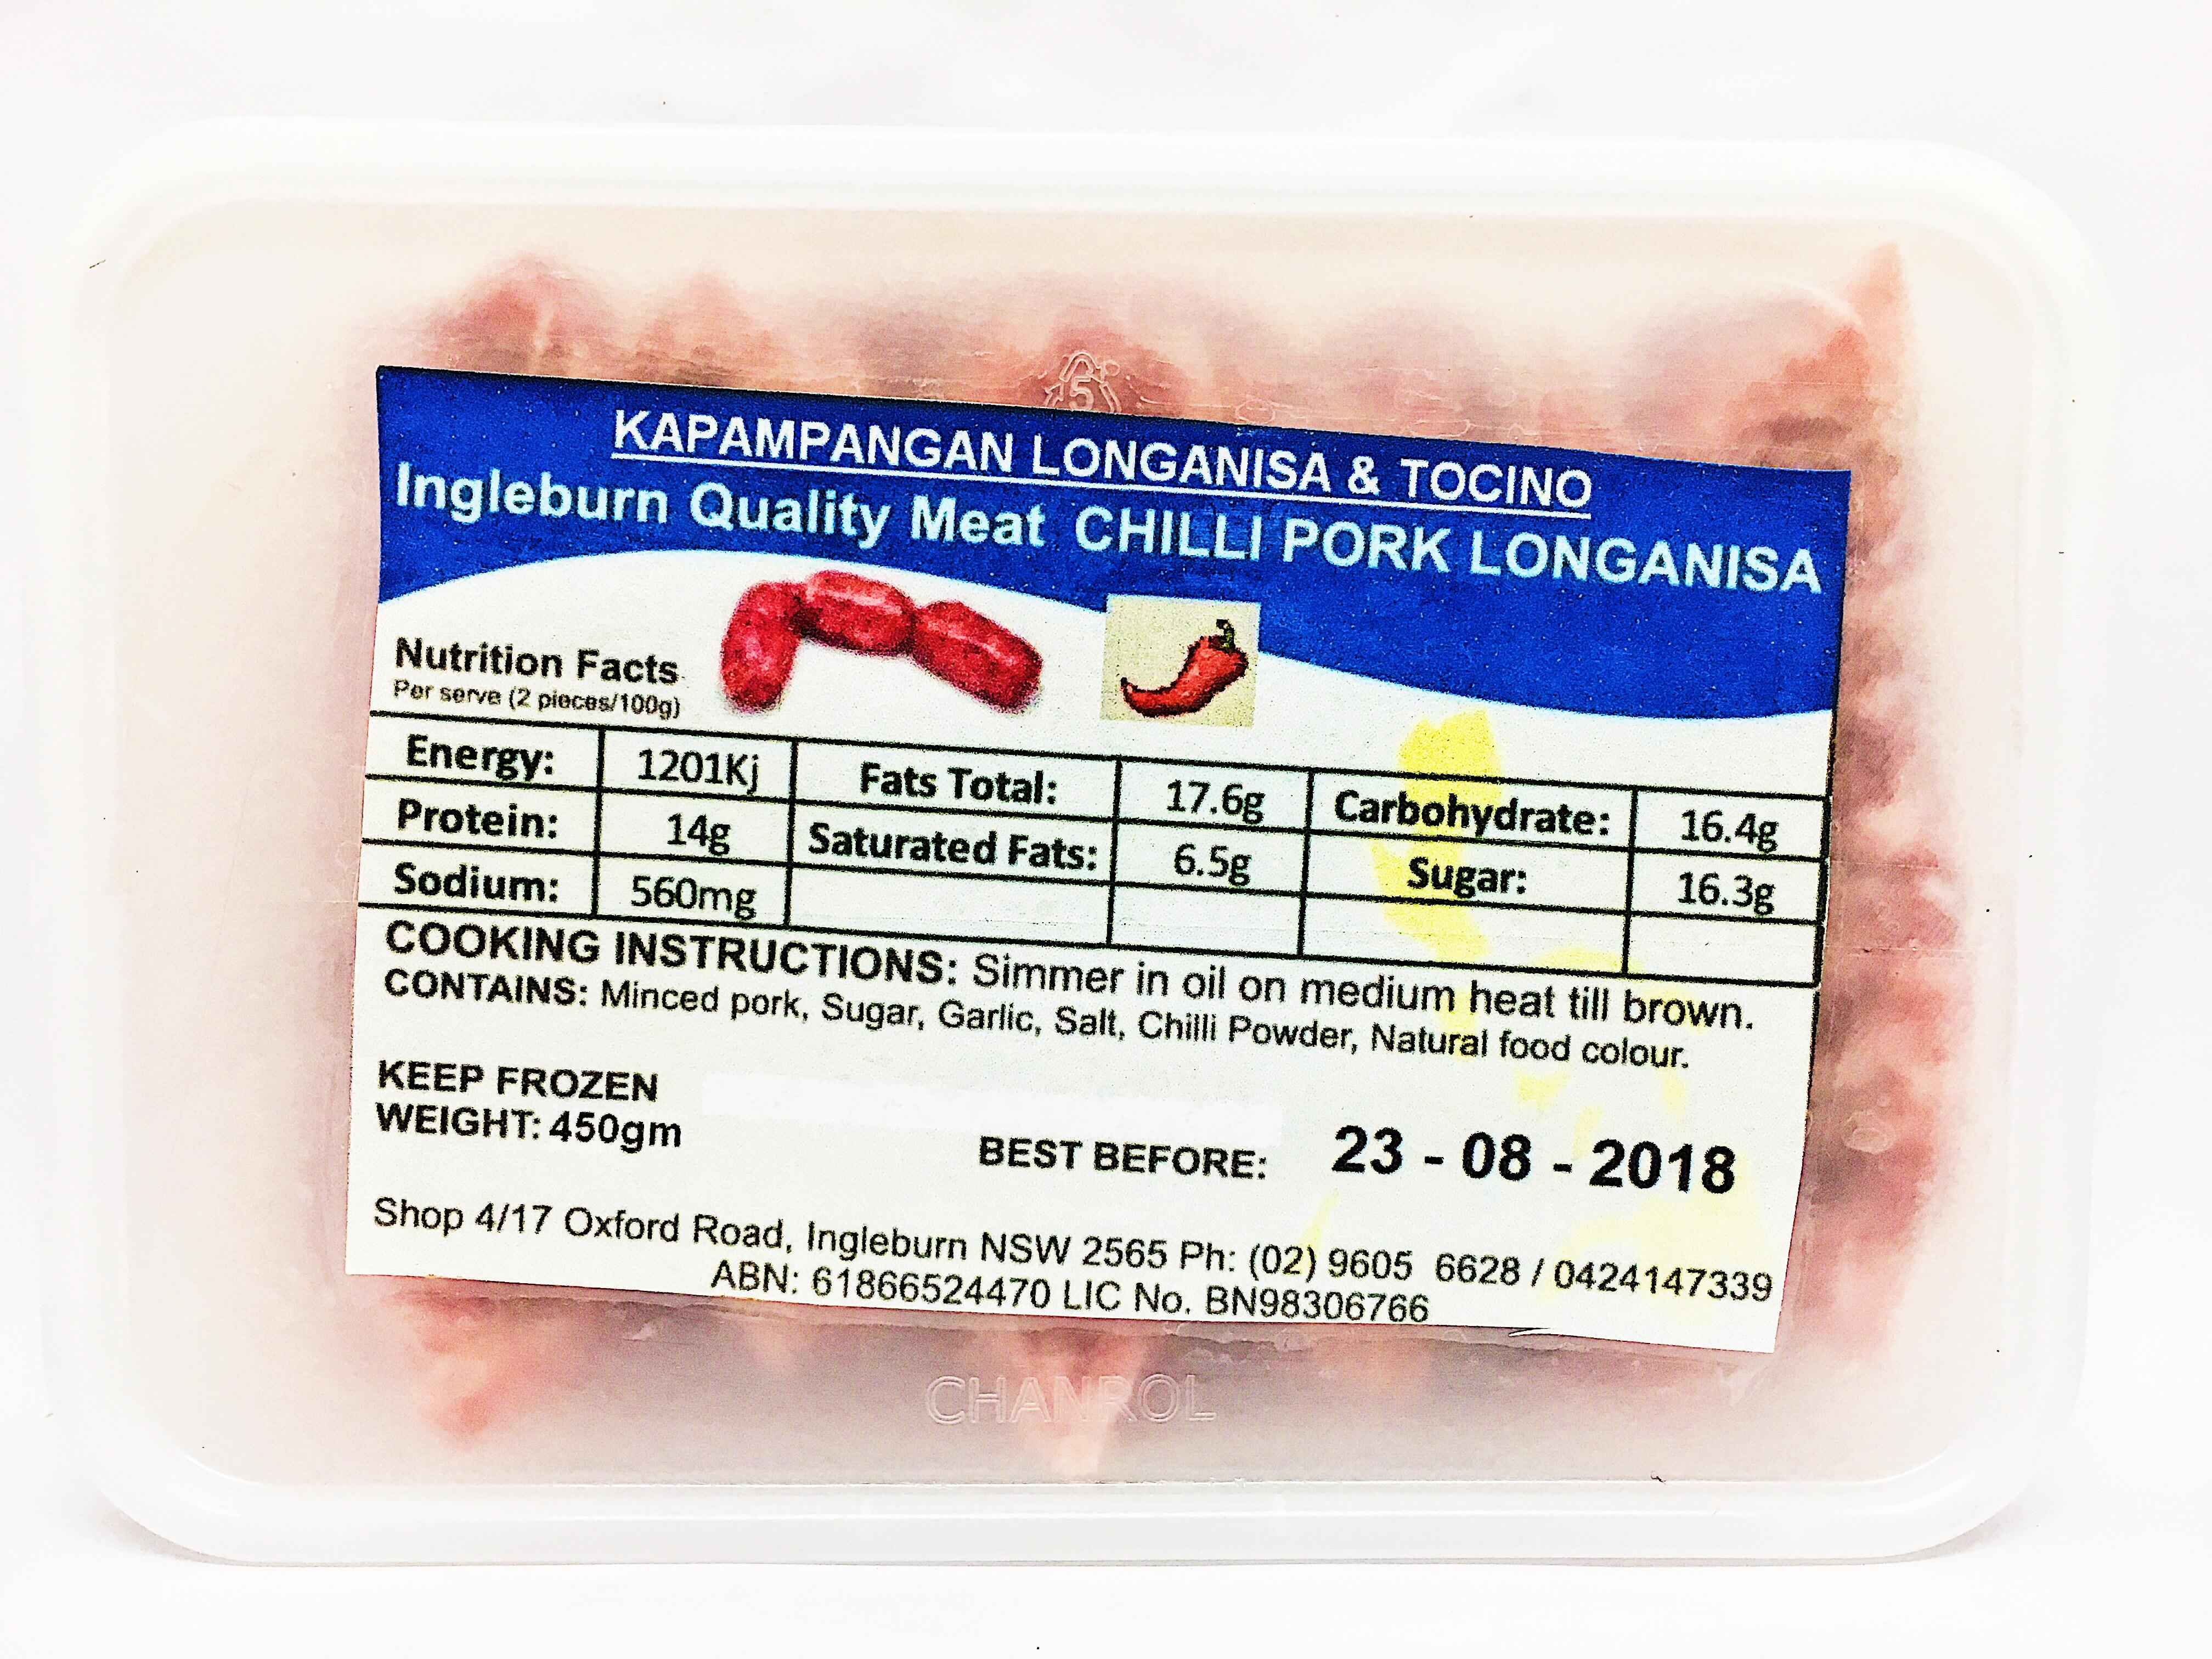 5
KAPAMPANGAN LONGANISA & TOCINO
Ingleburn Quality Meat CHILLI PORK LONGANISA
Nutrition Facts
Per serve (2 pieces/100g)
Energy: 1201Kj Fats Total: 17.6g Carbohydrate: 16.4g
Protein: 14g Saturated Fats: 6.5g Sugar: 16.3g
Sodium: 560mg
COOKING INSTRUCTIONS: Simmer in oil on medium heat till brown.
CONTAINS: Minced pork, Sugar, Garlic, Salt, Chilli Powder, Natural food colour.
KEEP FROZEN
WEIGHT: 450gm
BEST BEFORE: 23 - 08 - 2018
Shop 4/17 Oxford Road, Ingleburn NSW 2565 Ph: (02) 9605 6628 / 0424147339
ABN: 61866524470 LIC No. BN98306766
CHANROL